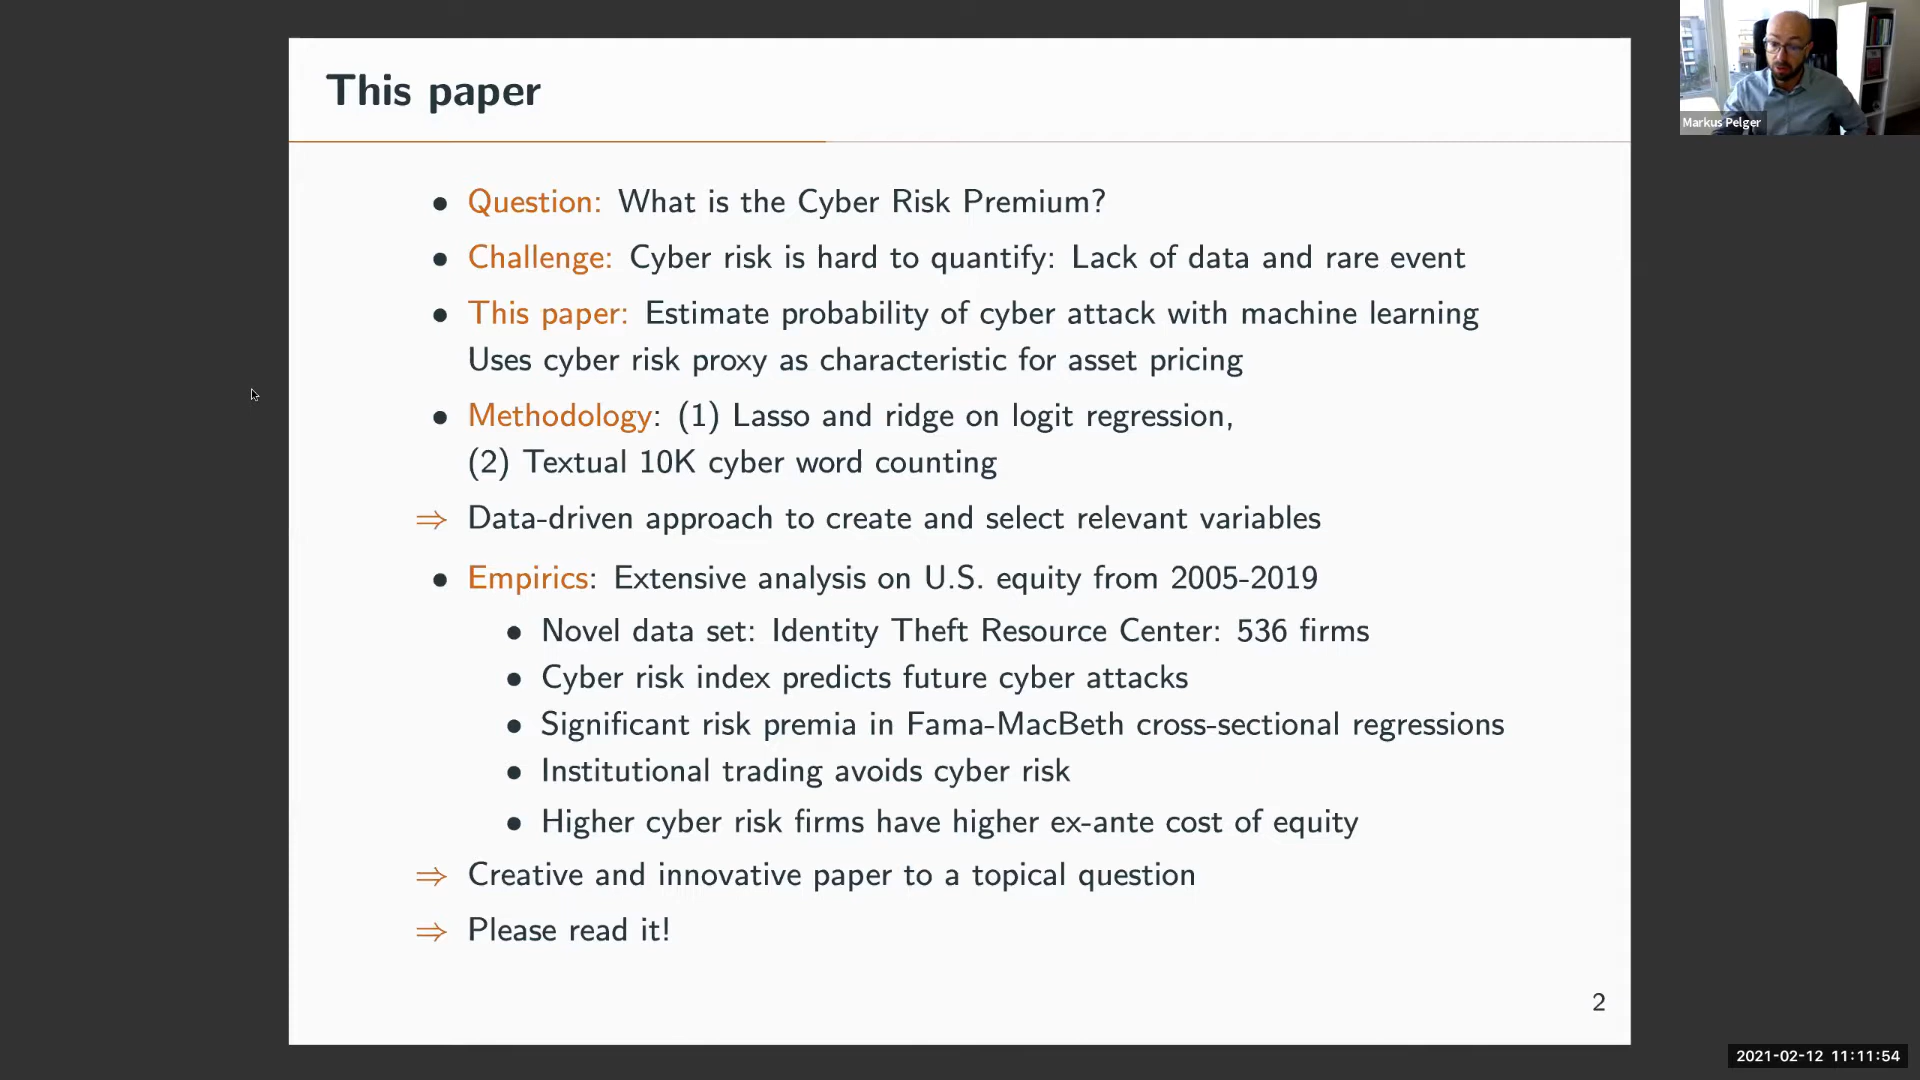 This paper
Markus Pelger
• Question: What is the Cyber Risk Premium?
• Challenge: Cyber risk is hard to quantify: Lack of data and rare event
• This paper: Estimate probability of cyber attack with machine learning
Uses cyber risk proxy as characteristic for asset pricing
• Methodology: (1) Lasso and ridge on logit regression,
(2) Textual 10K cyber word counting
⇒ Data-driven approach to create and select relevant variables
• Empirics: Extensive analysis on U.S. equity from 2005-2019
• Novel data set: Identity Theft Resource Center: 536 firms
• Cyber risk index predicts future cyber attacks
• Significant risk premia in Fama-MacBeth cross-sectional regressions
• Institutional trading avoids cyber risk
• Higher cyber risk firms have higher ex-ante cost of equity
⇒ Creative and innovative paper to a topical question
⇒ Please read it!
2
2021-02-12 11:11:54